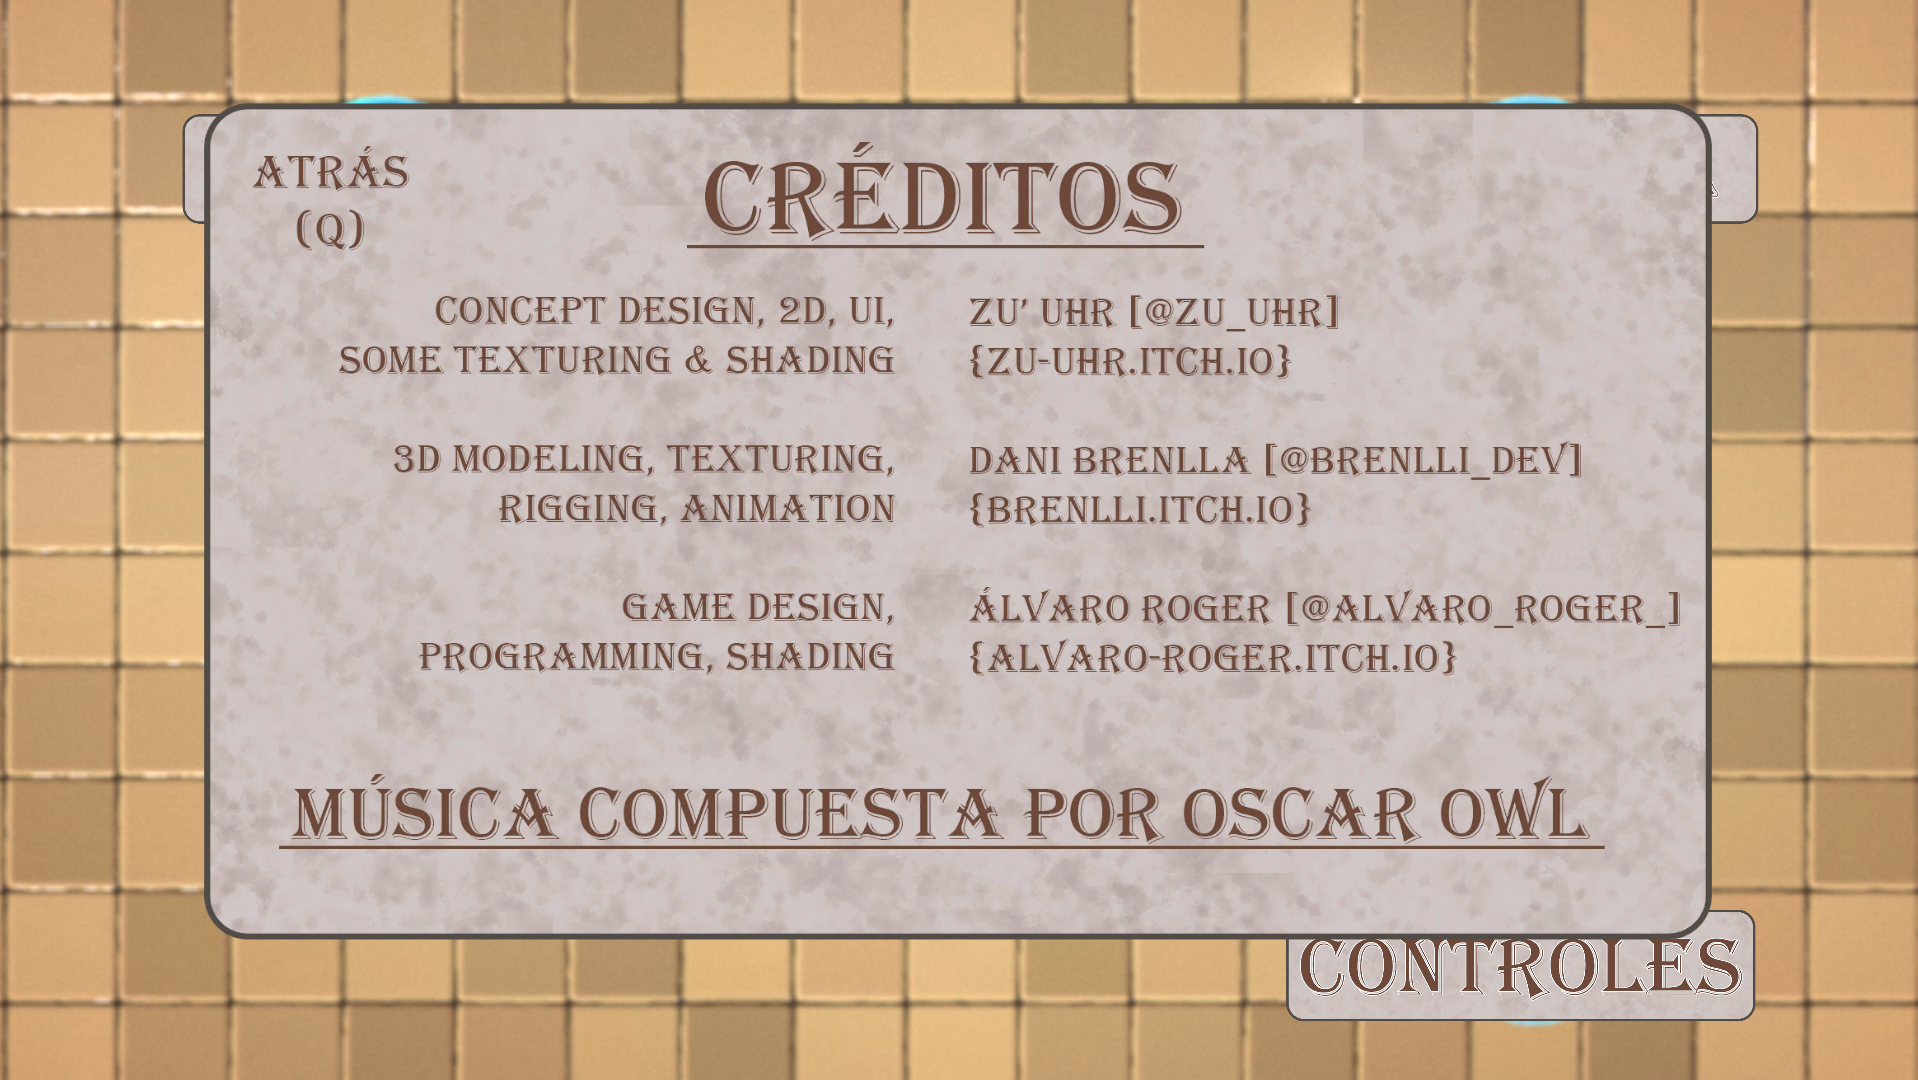 ATRÁS
(Q)
CRÉDITOS
CONCEPT DESIGN, 2D, UI,
SOME TEXTURING & SHADING
ZU' UHR [@ZU_UHR]
{ZU-UHR.ITCH.IO}
3D MODELING, TEXTURING,
RIGGING, ANIMATION
DANI BRENLLA [@BRENLLI_DEV]
{BRENLLI.ITCH.IO}
GAME DESIGN,
PROGRAMMING, SHADING
ÁLVARO ROGER [@ALVARO_ROGER_]
{ALVARO-ROGER.ITCH.IO}
MÚSICA COMPUESTA POR OSCAR OWL
CONTROLES